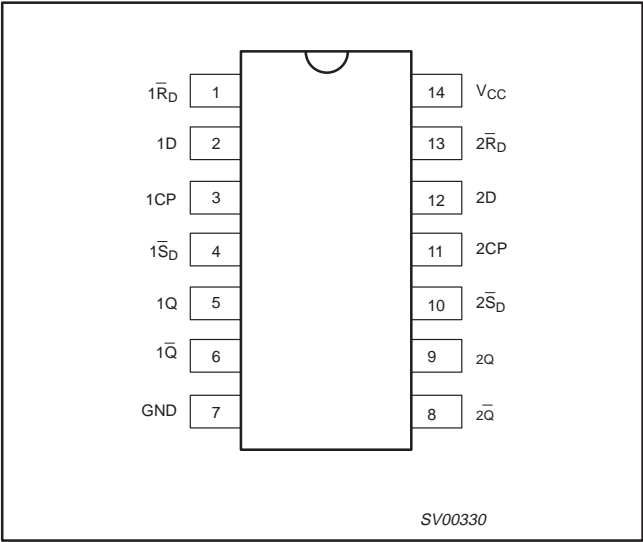 1R̅D 1 14 VCC
1D 2 13 2R̅D
1CP 3 12 2D
1S̅D 4 11 2CP
1Q 5 10 2S̅D
1Q̅ 6 9 2Q
GND 7 8 2Q̅
SV00330